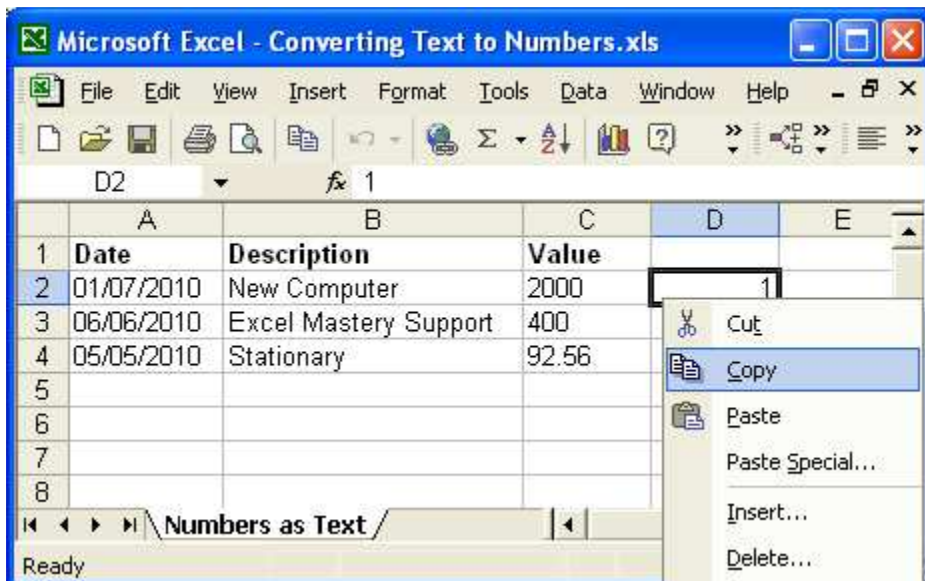 Microsoft Excel - Converting Text to Numbers.xls
File Edit View Insert Format Tools Data Window Help
D2 fx 1
A B C D E
1 Date Description Value
2 01/07/2010 New Computer 2000 1
3 06/06/2010 Excel Mastery Support 400
4 05/05/2010 Stationary 92.56
5
6
7
8
Cut
Copy
Paste
Paste Special...
Insert...
Delete...
Numbers as Text
Ready